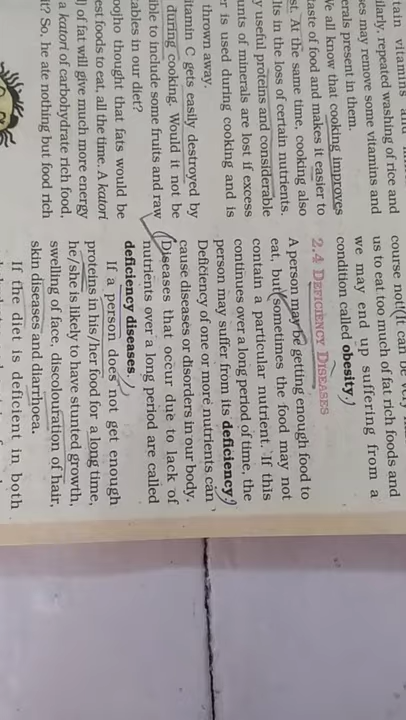 tain vitamins and
larly, repeated washing of rice and
es may remove some vitamins and
erals present in them.
We all know that cooking improves
taste of food and makes it easier to
st. At the same time, cooking also
lts in the loss of certain nutrients.
y useful proteins and considerable
unts of minerals are lost if excess
r is used during cooking and is
thrown away.
itamin C gets easily destroyed by
during cooking. Would it not be
ible to include some fruits and raw
ables in our diet?
oojho thought that fats would be
est foods to eat, all the time. A katori
) of fat will give much more energy
a katori of carbohydrate rich food,
it? So, he ate nothing but food rich
course not! It can be very
us to eat too much of fat rich foods and
we may end up suffering from a
condition called obesity.
2.4 DEFICIENCY DISEASES
A person may be getting enough food to
eat, but sometimes the food may not
contain a particular nutrient. If this
continues over a long period of time, the
person may suffer from its deficiency.
Deficiency of one or more nutrients can
cause diseases or disorders in our body.
Diseases that occur due to lack of
nutrients over a long period are called
deficiency diseases.
If a person does not get enough
proteins in his/her food for a long time,
he/she is likely to have stunted growth,
swelling of face, discolouration of hair,
skin diseases and diarrhoea.
If the diet is deficient in both